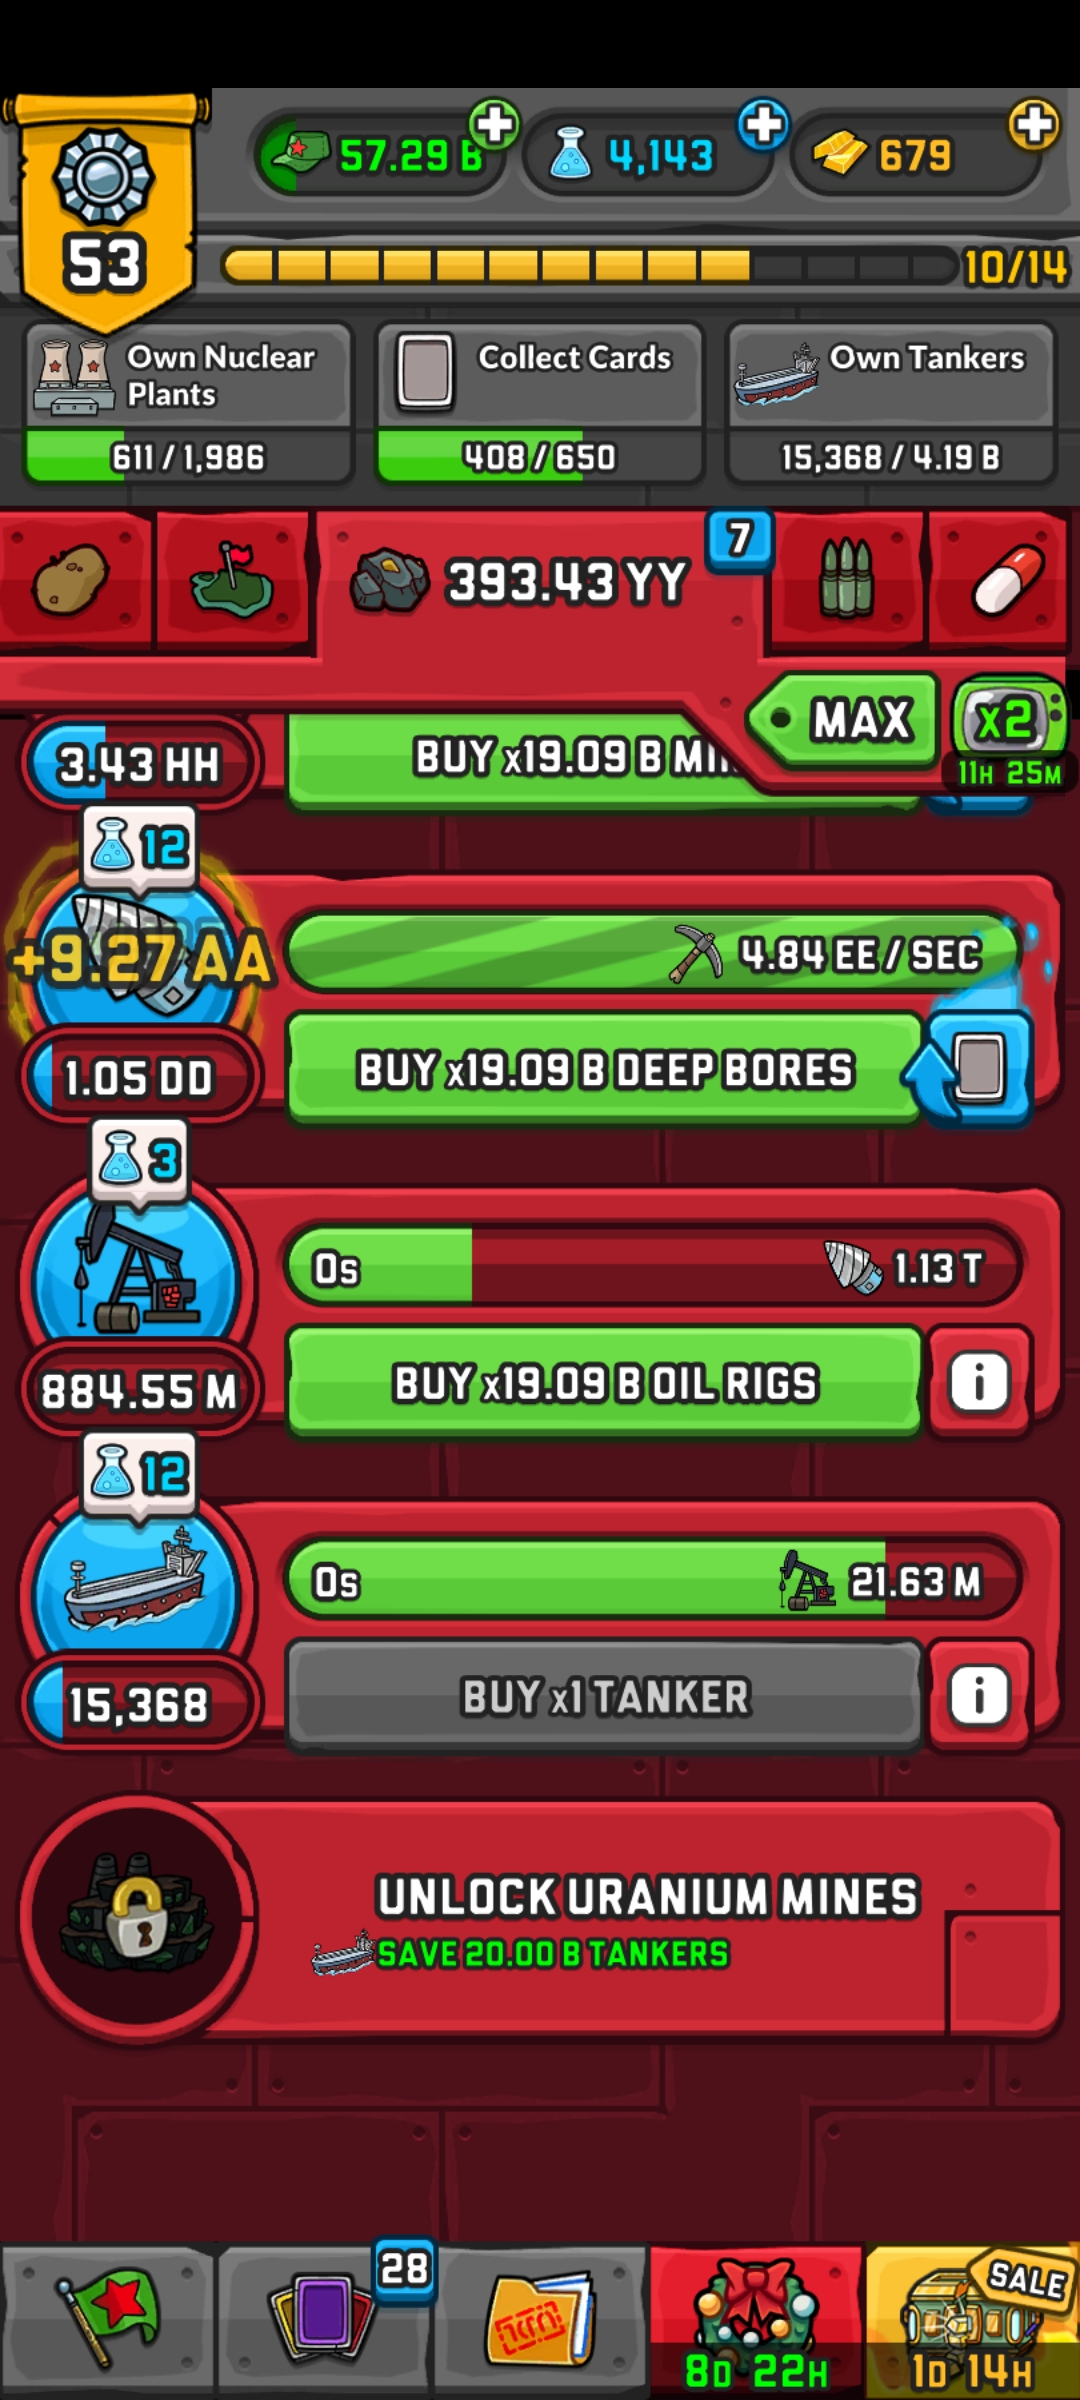 57.29 B
4,143
679
53
10/14
Own Nuclear
Plants
Collect Cards
Own Tankers
611 / 1,986
408 / 650
15,368 / 4.19 B
7
393.43 YY
MAX
x2
11H 25M
3.43 HH
BUY x19.09 B
12
+9.27 AA
4.84 EE / SEC
1.05 DD
BUY x19.09 B DEEP BORES
3
0s
1.13 T
884.55 M
BUY x19.09 B OIL RIGS
i
12
0s
21.63 M
15,368
BUY x1 TANKER
i
UNLOCK URANIUM MINES
SAVE 20.00 B TANKERS
28
SALE
8D 22H
1D 14H